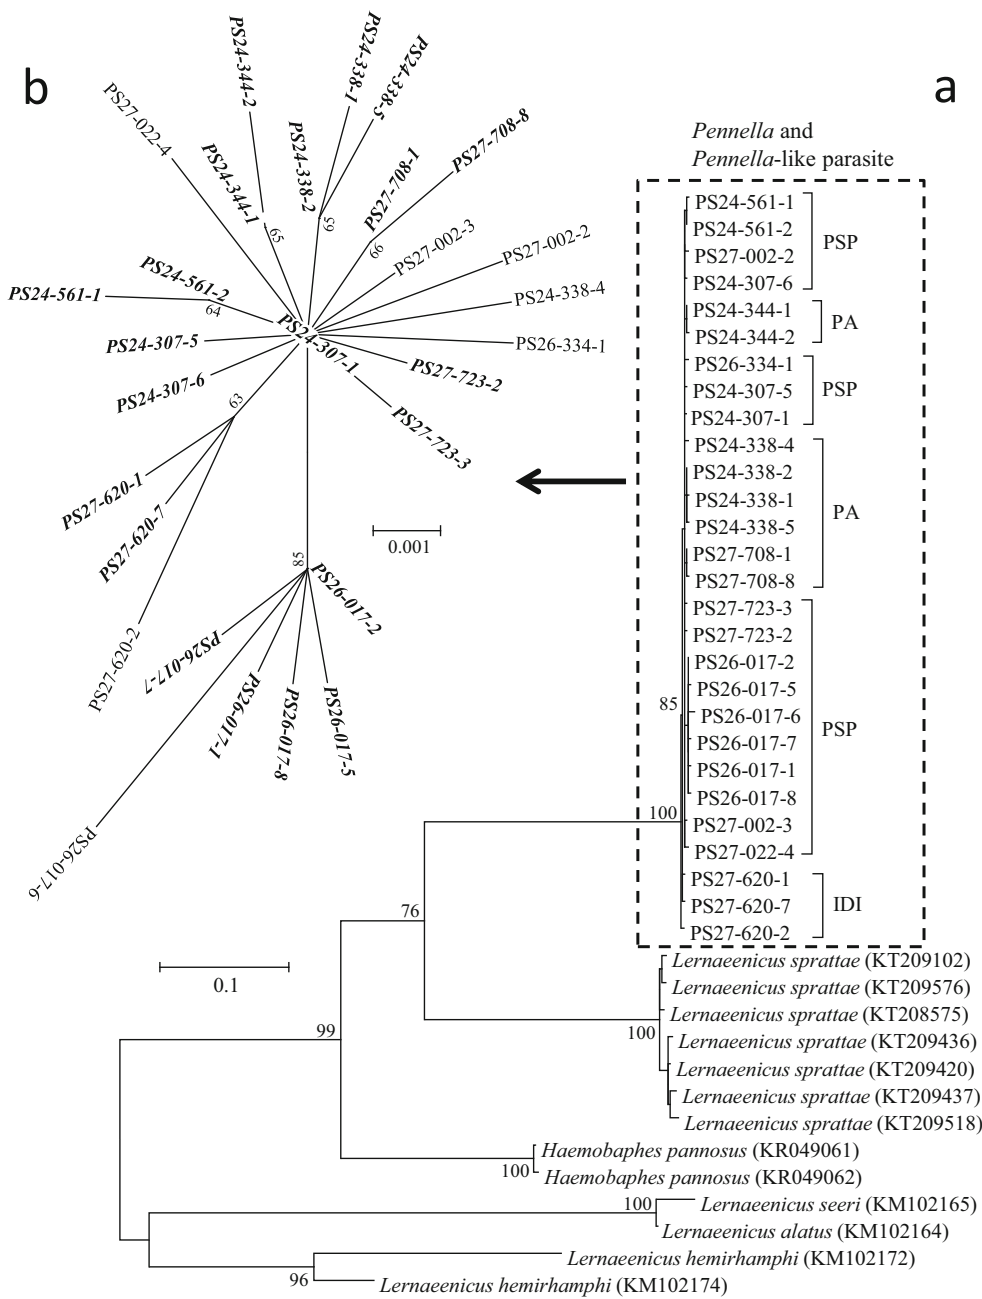 b
a
PS24-338-1
PS24-338-5
PS24-344-2
PS27-022-4
PS24-338-2
PS27-708-8
PS24-344-1
PS27-708-1
59
65
66
PS27-002-3
PS27-002-2
PS24-561-2
PS24-561-1
64
PS24-338-4
PS24-307-1
PS24-307-5
PS26-334-1
PS27-723-2
PS24-307-6
63
PS27-723-3
PS27-620-1
PS27-620-7
0.001
85
PS26-017-2
PS27-620-2
PS26-017-7
PS26-017-1
PS26-017-8
PS26-017-5
PS26-017-6
Pennella and
Pennella-like parasite
PS24-561-1
PS24-561-2
PSP
PS27-002-2
PS24-307-6
PS24-344-1
PA
PS24-344-2
PS26-334-1
PS24-307-5
PSP
PS24-307-1
PS24-338-4
PS24-338-2
PS24-338-1
PA
PS24-338-5
PS27-708-1
PS27-708-8
PS27-723-3
PS27-723-2
PS26-017-2
PS26-017-5
85
PS26-017-6
PSP
PS26-017-7
PS26-017-1
PS26-017-8
100
PS27-002-3
PS27-022-4
PS27-620-1
PS27-620-7
IDI
PS27-620-2
76
0.1
99
Lernaeenicus sprattae (KT209102)
Lernaeenicus sprattae (KT209576)
Lernaeenicus sprattae (KT208575)
100
Lernaeenicus sprattae (KT209436)
Lernaeenicus sprattae (KT209420)
Lernaeenicus sprattae (KT209437)
Lernaeenicus sprattae (KT209518)
Haemobaphes pannosus (KR049061)
100
Haemobaphes pannosus (KR049062)
100
Lernaeenicus seeri (KM102165)
Lernaeenicus alatus (KM102164)
Lernaeenicus hemirhamphi (KM102172)
96
Lernaeenicus hemirhamphi (KM102174)